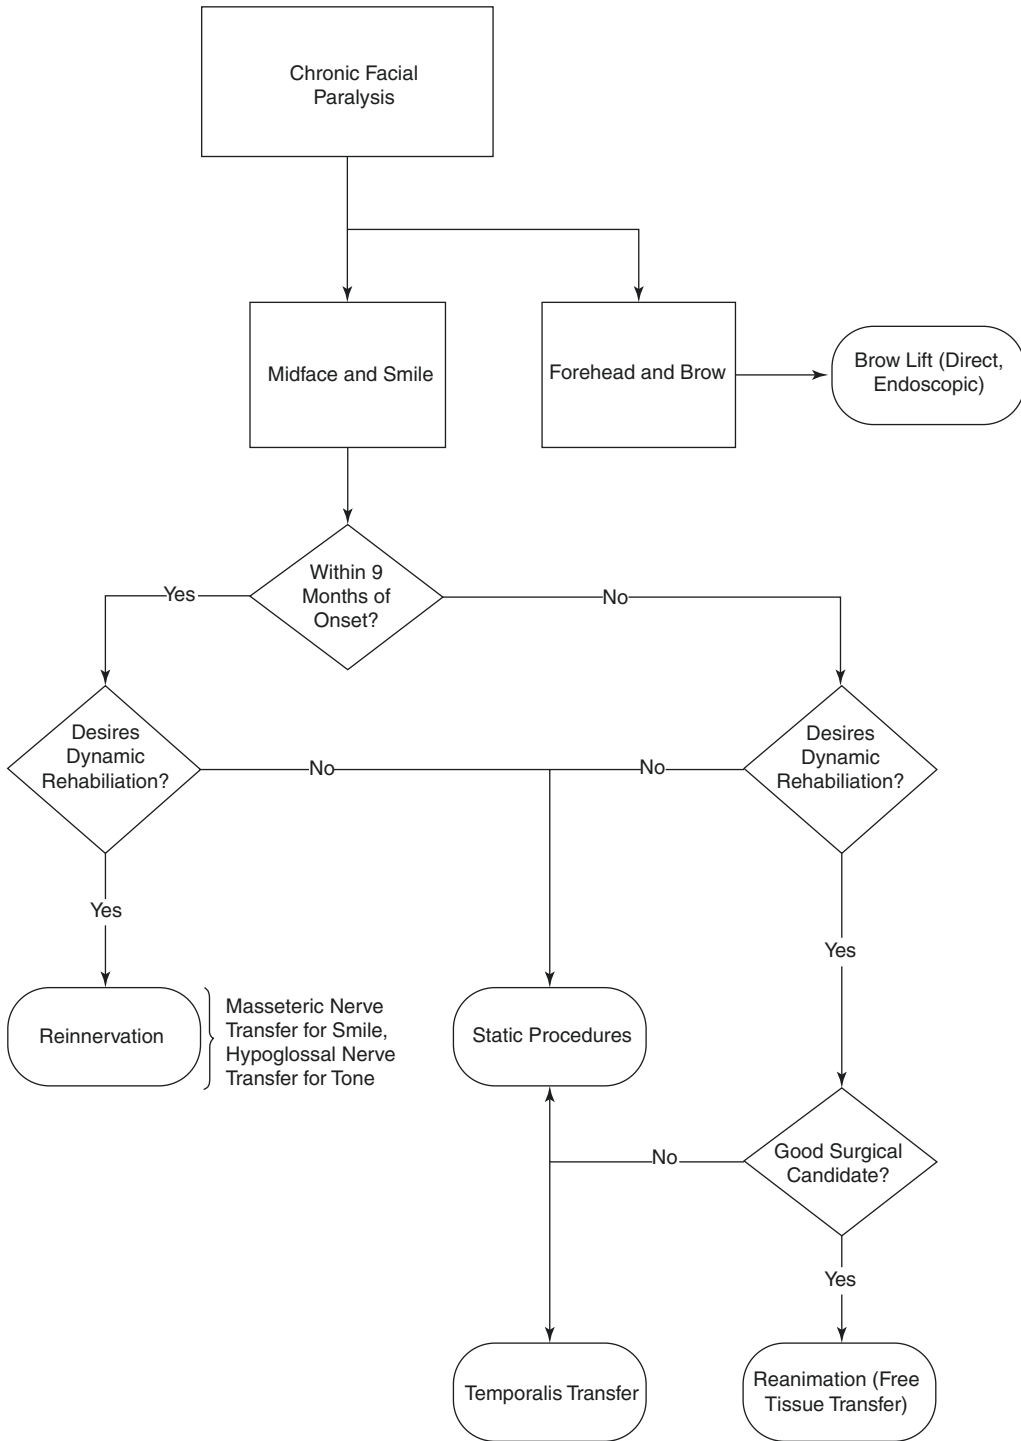 Chronic Facial
Paralysis
Midface and Smile
Forehead and Brow
Brow Lift (Direct,
Endoscopic)
Within 9
Months of
Onset?
Yes
No
Desires
Dynamic
Rehabiliation?
Desires
Dynamic
Rehabiliation?
No
No
Yes
Yes
Reinnervation
Masseteric Nerve
Transfer for Smile,
Hypoglossal Nerve
Transfer for Tone
Static Procedures
Good Surgical
Candidate?
No
Yes
Temporalis Transfer
Reanimation (Free
Tissue Transfer)